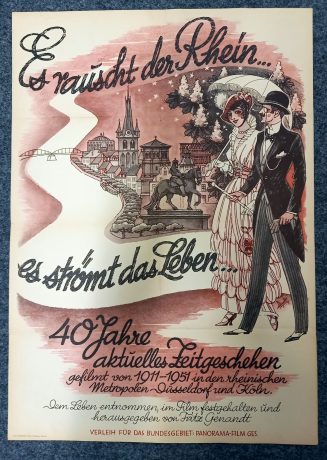 Es rauscht der Rhein...
es strömt das Leben...
40 Jahre
aktuelles Zeitgeschehen
gefilmt von 1911-1951 in den rheinischen
Metropolen-Düsseldorf und Köln.
Dem Leben entnommen, im Film festgehalten und
herausgegeben von Fritz Genandt
VERLEIH FÜR DAS BUNDESGEBIET: PANORAMA-FILM GSS